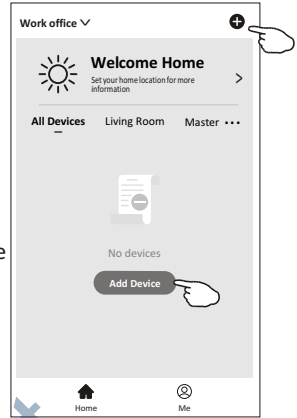 Work office
Welcome Home
Set your home location for more
information
All Devices Living Room Master ...
No devices
e
Add Device
Home Me